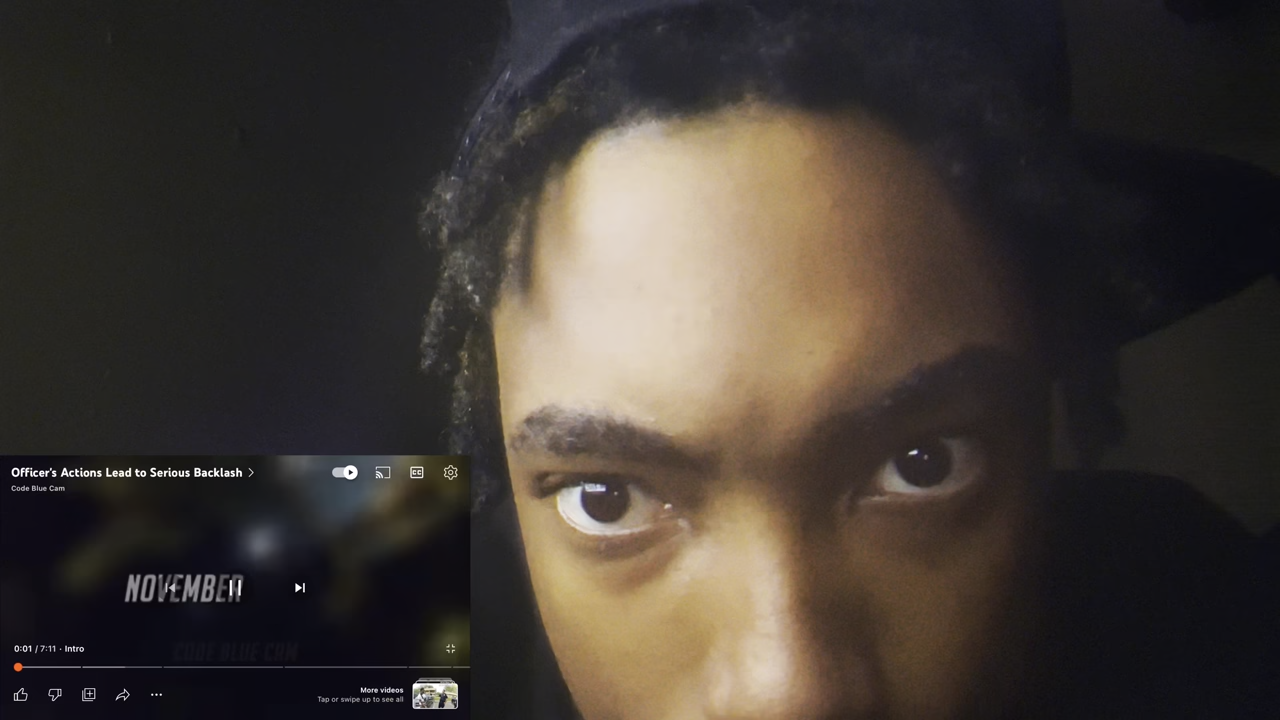 Officer's Actions Lead to Serious Backlash
Code Blue Cam
NOVEMBER
CODE BLUE CAM
0:01 / 7:11 · Intro
More videos
Tap or swipe up to see all
CC